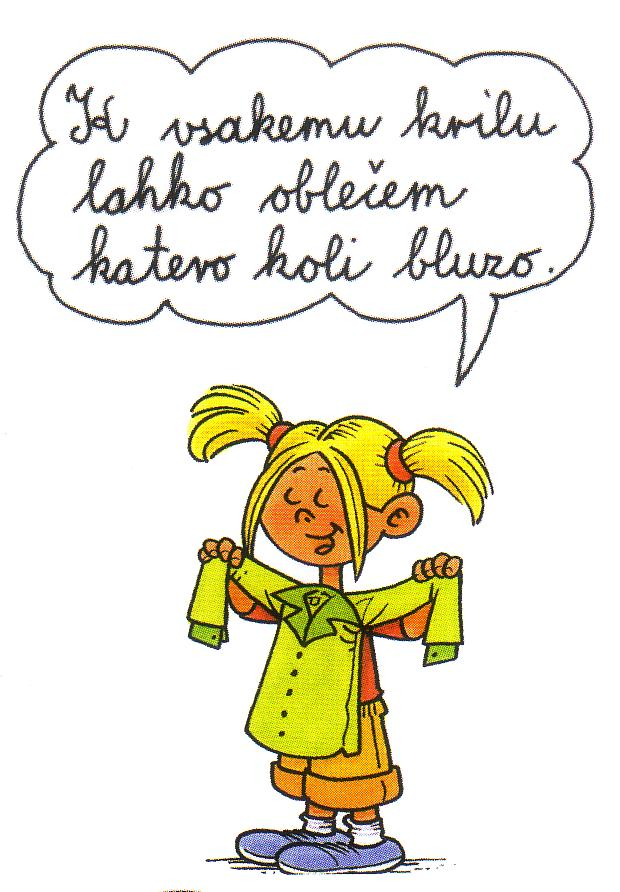 K vsakemu krilu
lahko oblečem
katero koli bluzo.